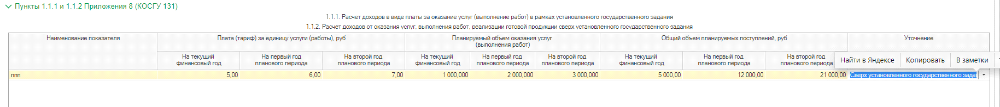 Пункты 1.1.1 и 1.1.2 Приложения 8 (КОСГУ 131)
1.1.1. Расчет доходов в виде платы за оказание услуг (выполнение работ) в рамках установленного государственного задания
1.1.2. Расчет доходов от оказания услуг, выполнения работ, реализации готовой продукции сверх установленного государственного задания
Наименование показателя
Плата (тариф) за единицу услуги (работы), руб
Планируемый объем оказания услуг
(выполнения работ)
Общий объем планируемых поступлений, руб
Уточнение
На текущий
финансовый год
На первый год
планового периода
На второй год
планового периода
На текущий
финансовый год
На первый год
планового периода
На второй год
планового периода
На текущий
финансовый год
На первый год
планового периода
На второй год
планового периода
Найти в Яндексе
Копировать
В заметки
ппп 5,00 6,00 7,00 1 000,000 2 000,000 3 000,000 5 000,00 12 000,00 21 000,00 Сверх установленного государственного зада